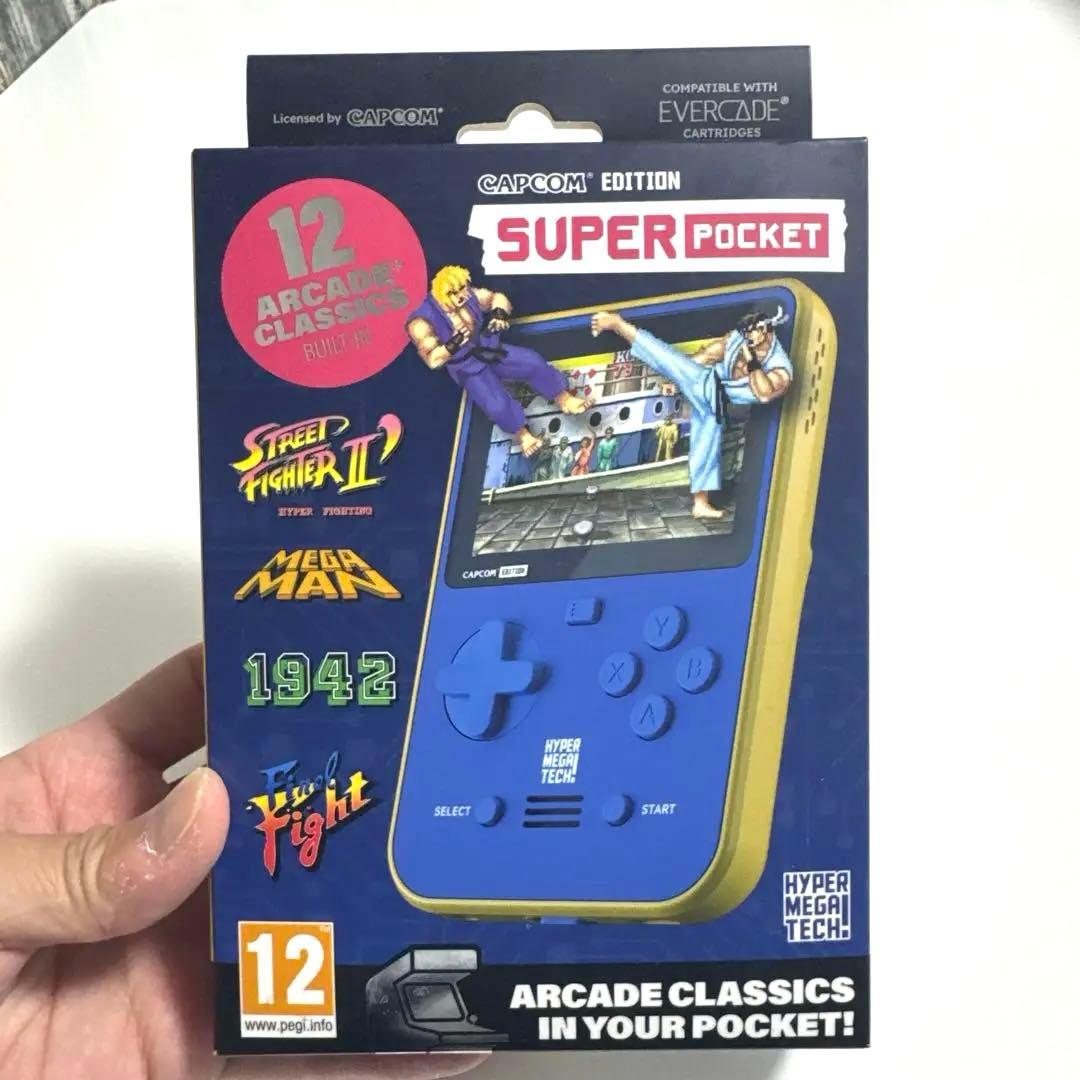 Licensed by CAPCOM®
COMPATIBLE WITH
EVERCADE®
CARTRIDGES
CAPCOM® EDITION
SUPER POCKET
12
ARCADE
CLASSICS
BUILT IN
STREET
FIGHTER II'
HYPER FIGHTING
MEGA
MAN
1942
Final
Fight
KO
CAPCOM EDITION
Y
X
B
A
HYPER
MEGA
TECH!
SELECT
START
HYPER
MEGA
TECH!
12
www.pegi.info
ARCADE CLASSICS
IN YOUR POCKET!